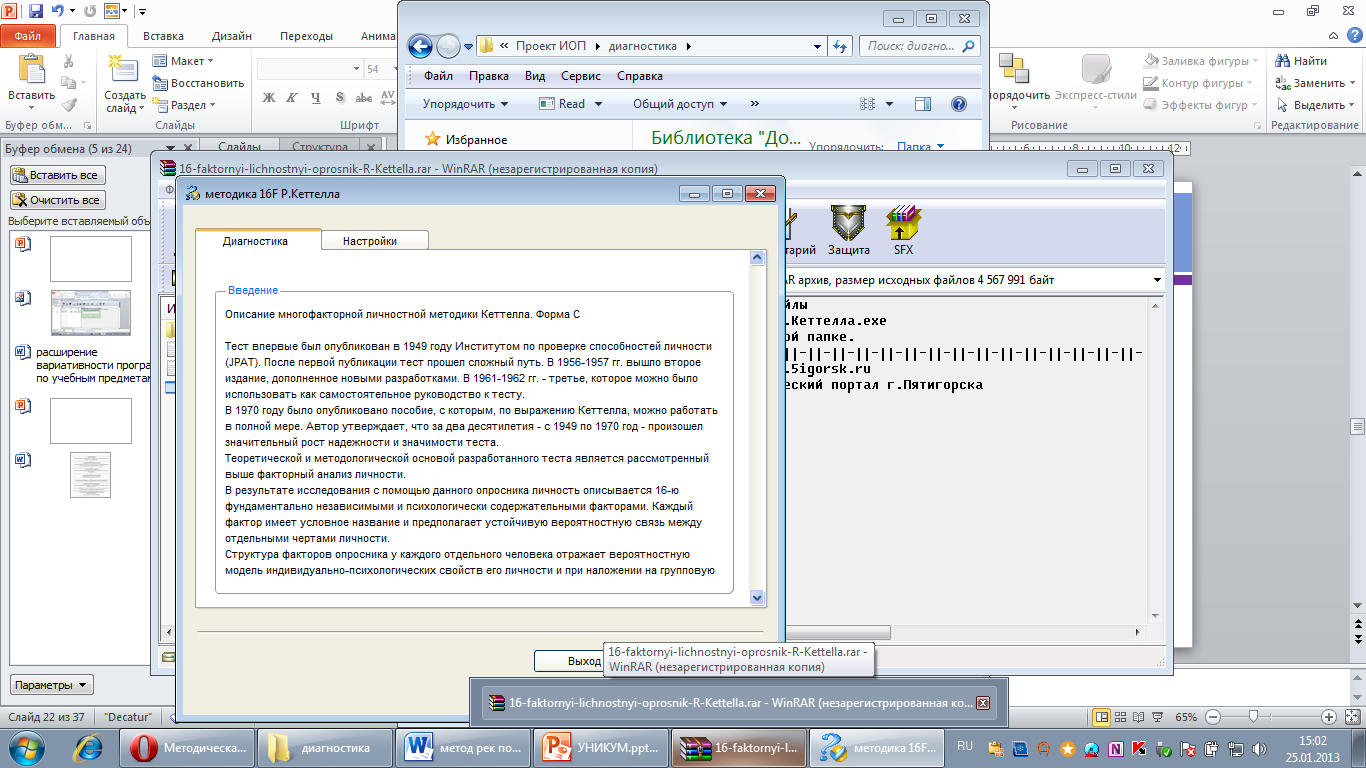 Файл
Главная
Вставка
Дизайн
Переходы
Анима
Вставить
Создать слайд
Макет
Восстановить
Раздел
54
Ж К Ч S abc AV
Буфер обм...
Слайды
Шрифт
Заливка фигуры
Контур фигуры
Эффекты фигур
Экспресс-стили
Рисование
Найти
Заменить
Выделить
Редактирование
Проект ИОП
диагностика
Поиск: диагно...
Файл Правка Вид Сервис Справка
Упорядочить
Read
Общий доступ
»
Избранное
Библиотека "До...
Упорядочить:
Папка
Буфер обмена (5 из 24)
Слайды
Структура
Вставить все
Очистить все
Выберите вставляемый объ
расширение
вариативности програ
по учебным предметам
Параметры
16-faktornyi-lichnostnyi-oprosnik-R-Kettella.rar - WinRAR (незарегистрированная копия)
тарий
Защита
SFX
AR архив, размер исходных файлов 4 567 991 байт
йлы
.Кеттелла.exe
ой папке.
||-||-||-||-||-||-||-||-||-||-||-||-||-||-
.5igorsk.ru
ческий портал г.Пятигорска
методика 16F Р.Кеттелла
Диагностика
Настройки
Введение
Описание многофакторной личностной методики Кеттелла. Форма С
Тест впервые был опубликован в 1949 году Институтом по проверке способностей личности
(JPAT). После первой публикации тест прошел сложный путь. В 1956-1957 гг. вышло второе
издание, дополненное новыми разработками. В 1961-1962 гг. - третье, которое можно было
использовать как самостоятельное руководство к тесту.
В 1970 году было опубликовано пособие, с которым, по выражению Кеттелла, можно работать
в полной мере. Автор утверждает, что за два десятилетия - с 1949 по 1970 год - произошел
значительный рост надежности и значимости теста.
Теоретической и методологической основой разработанного теста является рассмотренный
выше факторный анализ личности.
В результате исследования с помощью данного опросника личность описывается 16-ю
фундаментально независимыми и психологически содержательными факторами. Каждый
фактор имеет условное название и предполагает устойчивую вероятностную связь между
отдельными чертами личности.
Структура факторов опросника у каждого отдельного человека отражает вероятностную
модель индивидуально-психологических свойств его личности и при наложении на групповую
Выход
16-faktornyi-lichnostnyi-oprosnik-R-Kettella.rar -
WinRAR (незарегистрированная копия)
16-faktornyi-lichnostnyi-oprosnik-R-Kettella.rar - WinRAR (незарегистрированная ко...
Слайд 22 из 37
"Decatur"
65%
Методическа...
диагностика
метод рек по...
УНИКУМ.ppt...
16-faktornyi-l...
методика 16F...
RU
15:02
25.01.2013